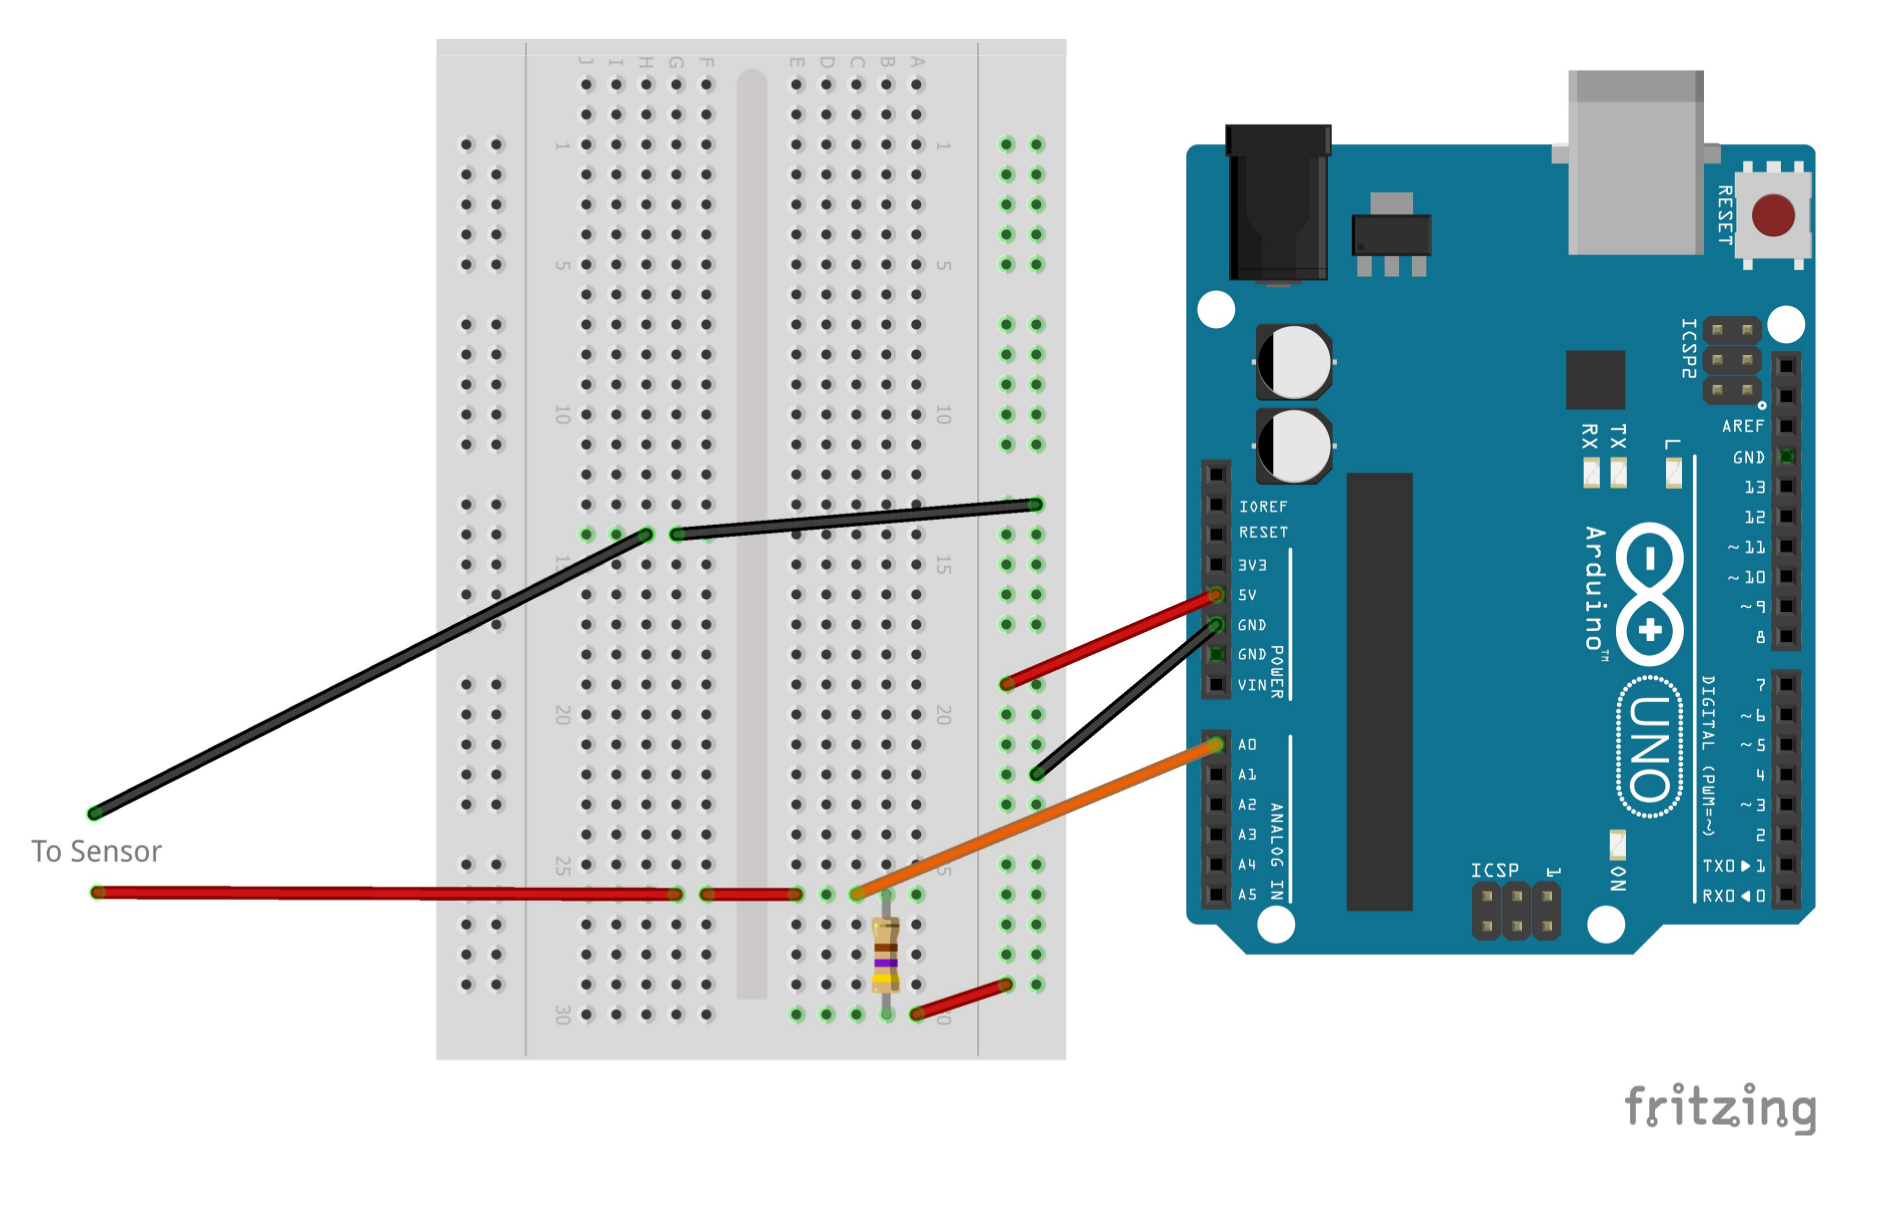 J I H G F E D C B A
1
1
5
5
10
10
15
15
20
20
25
25
30
30
To Sensor
RESET
ICSP2
IOREF
RESET
3V3
5V
GND
GND
VIN
POWER
A0
A1
A2
A3
A4
A5
ANALOG IN
RX
TX
L
AREF
GND
13
12
~11
~10
~9
8
7
~6
~5
4
~3
2
TX0▶1
RX0◀0
DIGITAL (PWM=~)
Arduino™
UNO
ON
ICSP
1
fritzing